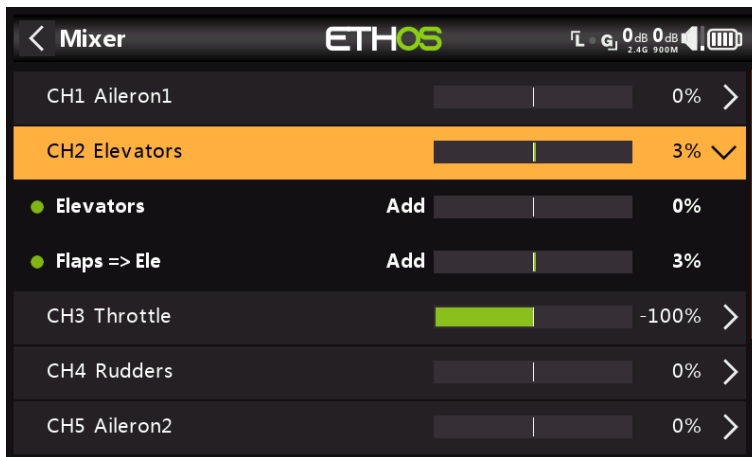 Mixer ETHOS L G 0dB 0dB
2.4G 900M
CH1 Aileron1 0%
CH2 Elevators 3%
Elevators Add 0%
Flaps => Ele Add 3%
CH3 Throttle -100%
CH4 Rudders 0%
CH5 Aileron2 0%